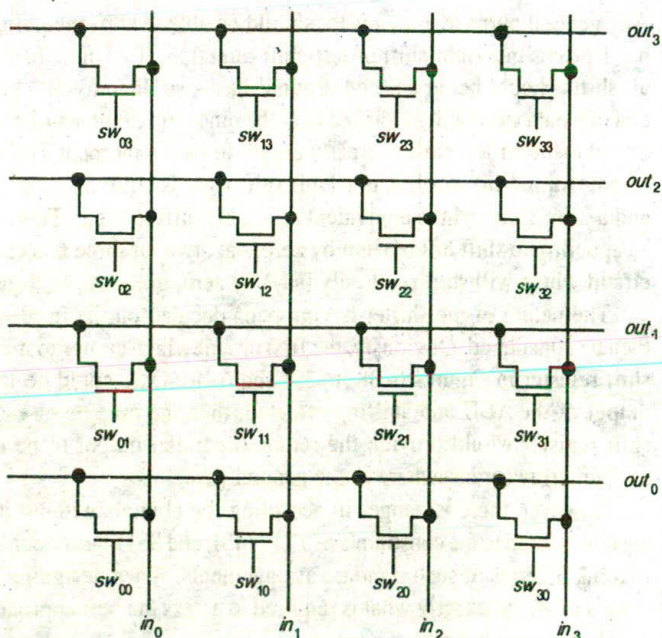 out3
sw03 sw13 sw23 sw33
out2
sw02 sw12 sw22 sw32
out1
sw01 sw11 sw21 sw31
out0
sw00 sw10 sw20 sw30
in0 in1 in2 in3